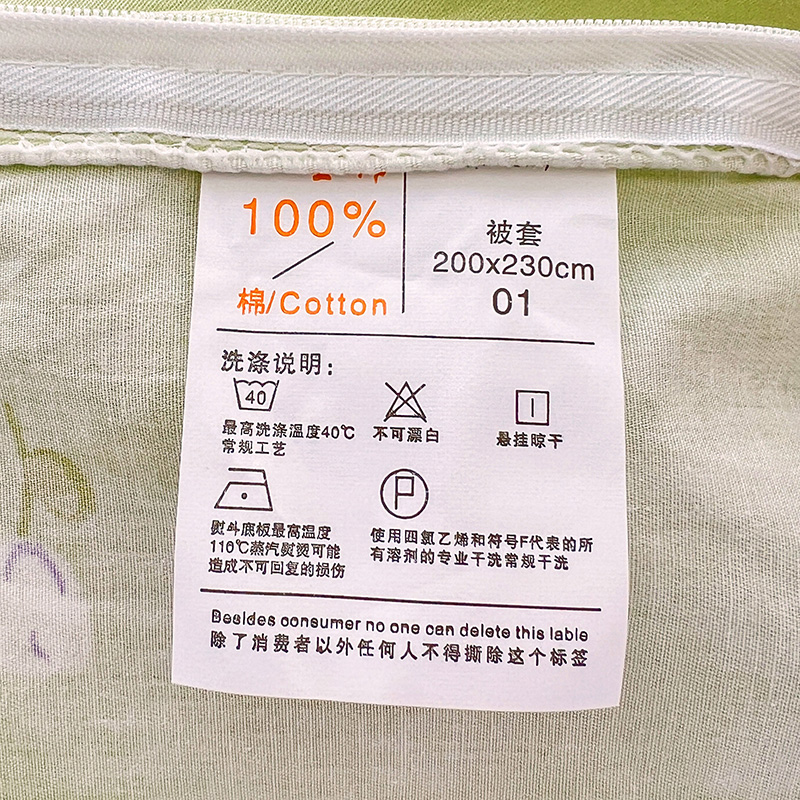 100%
棉/Cotton
被套
200x230cm
01
洗涤说明:
40
最高洗涤溫度40℃
常规工艺
不可漂白
悬挂晾干
熨斗底板最高温度
110℃蒸汽熨烫可能
造成不可回复的损伤
P
使用四氯乙烯和符号F代表的所
有溶剂的专业干洗常规干洗
Besides consumer no one can delete this lable
除了消费者以外任何人不得撕除这个标签